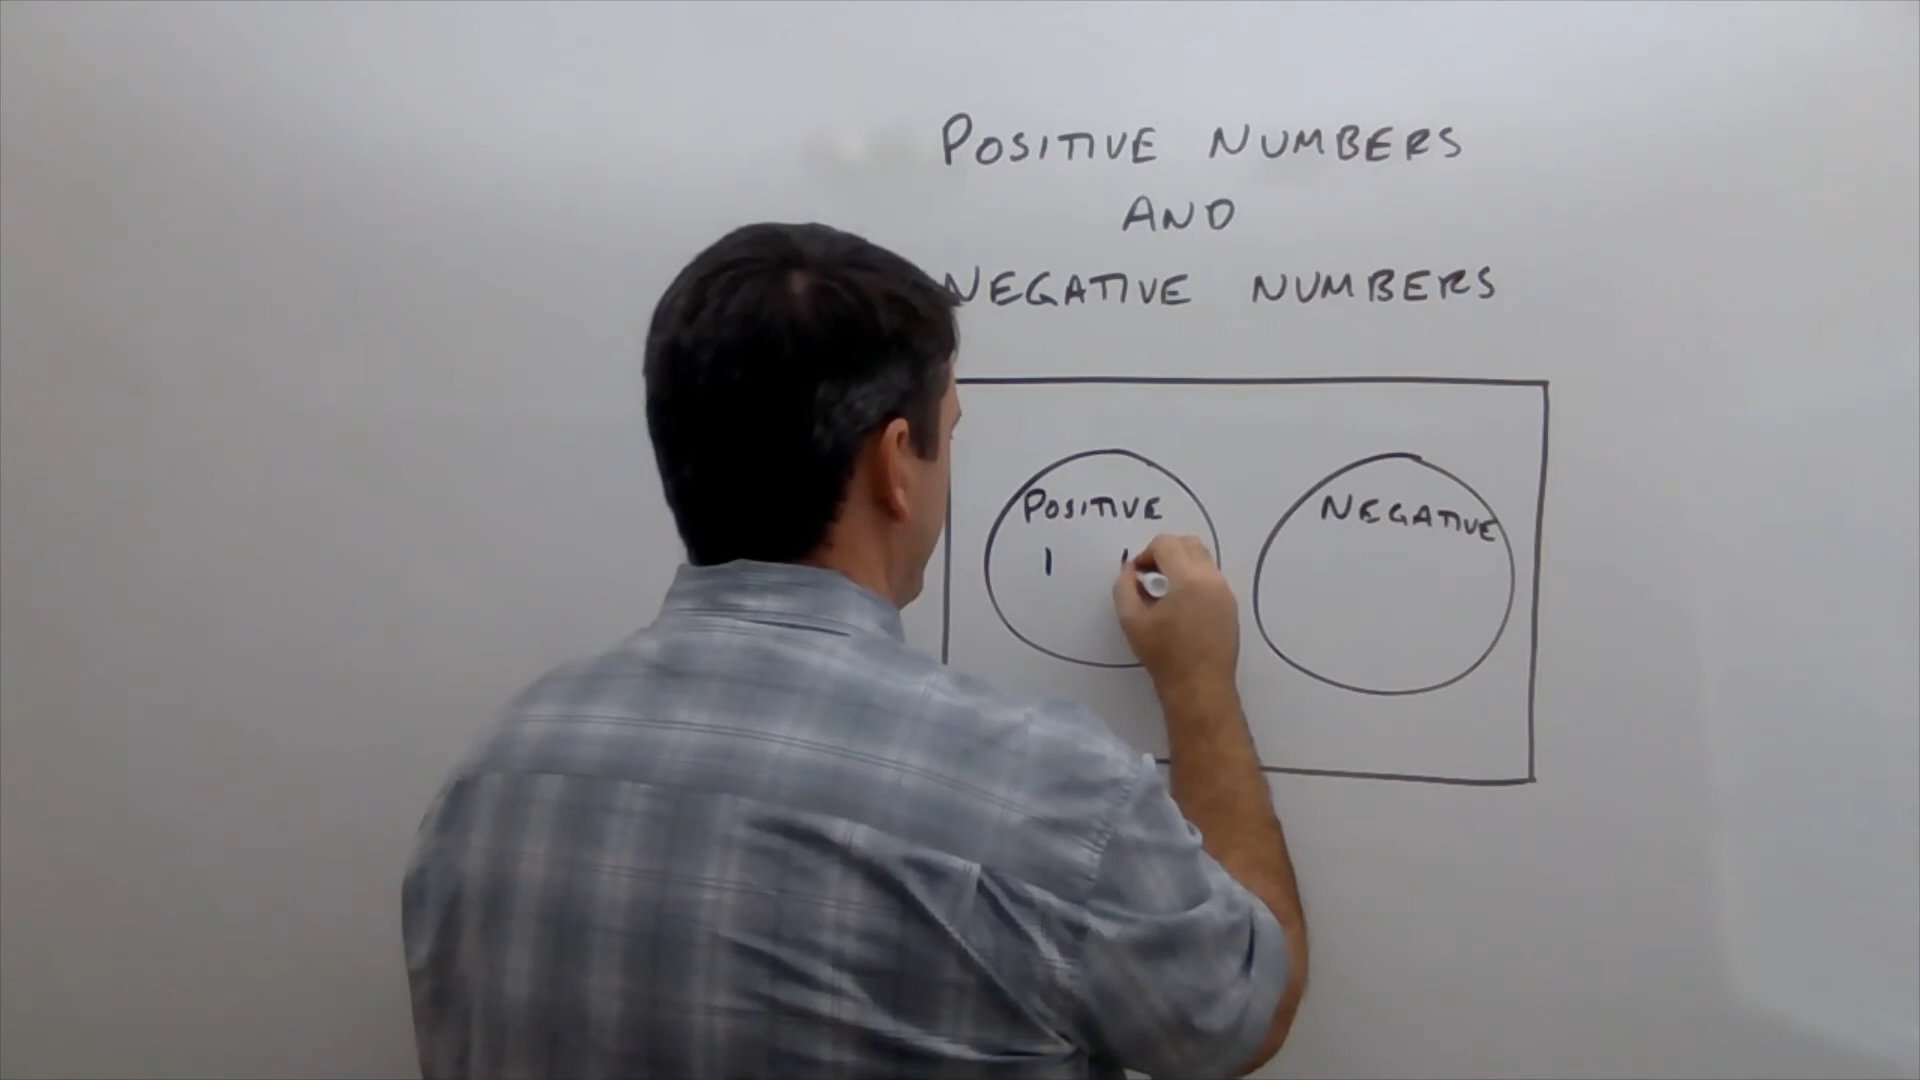 POSITIVE NUMBERS
AND
NEGATIVE NUMBERS
POSITIVE
1
NEGATIVE